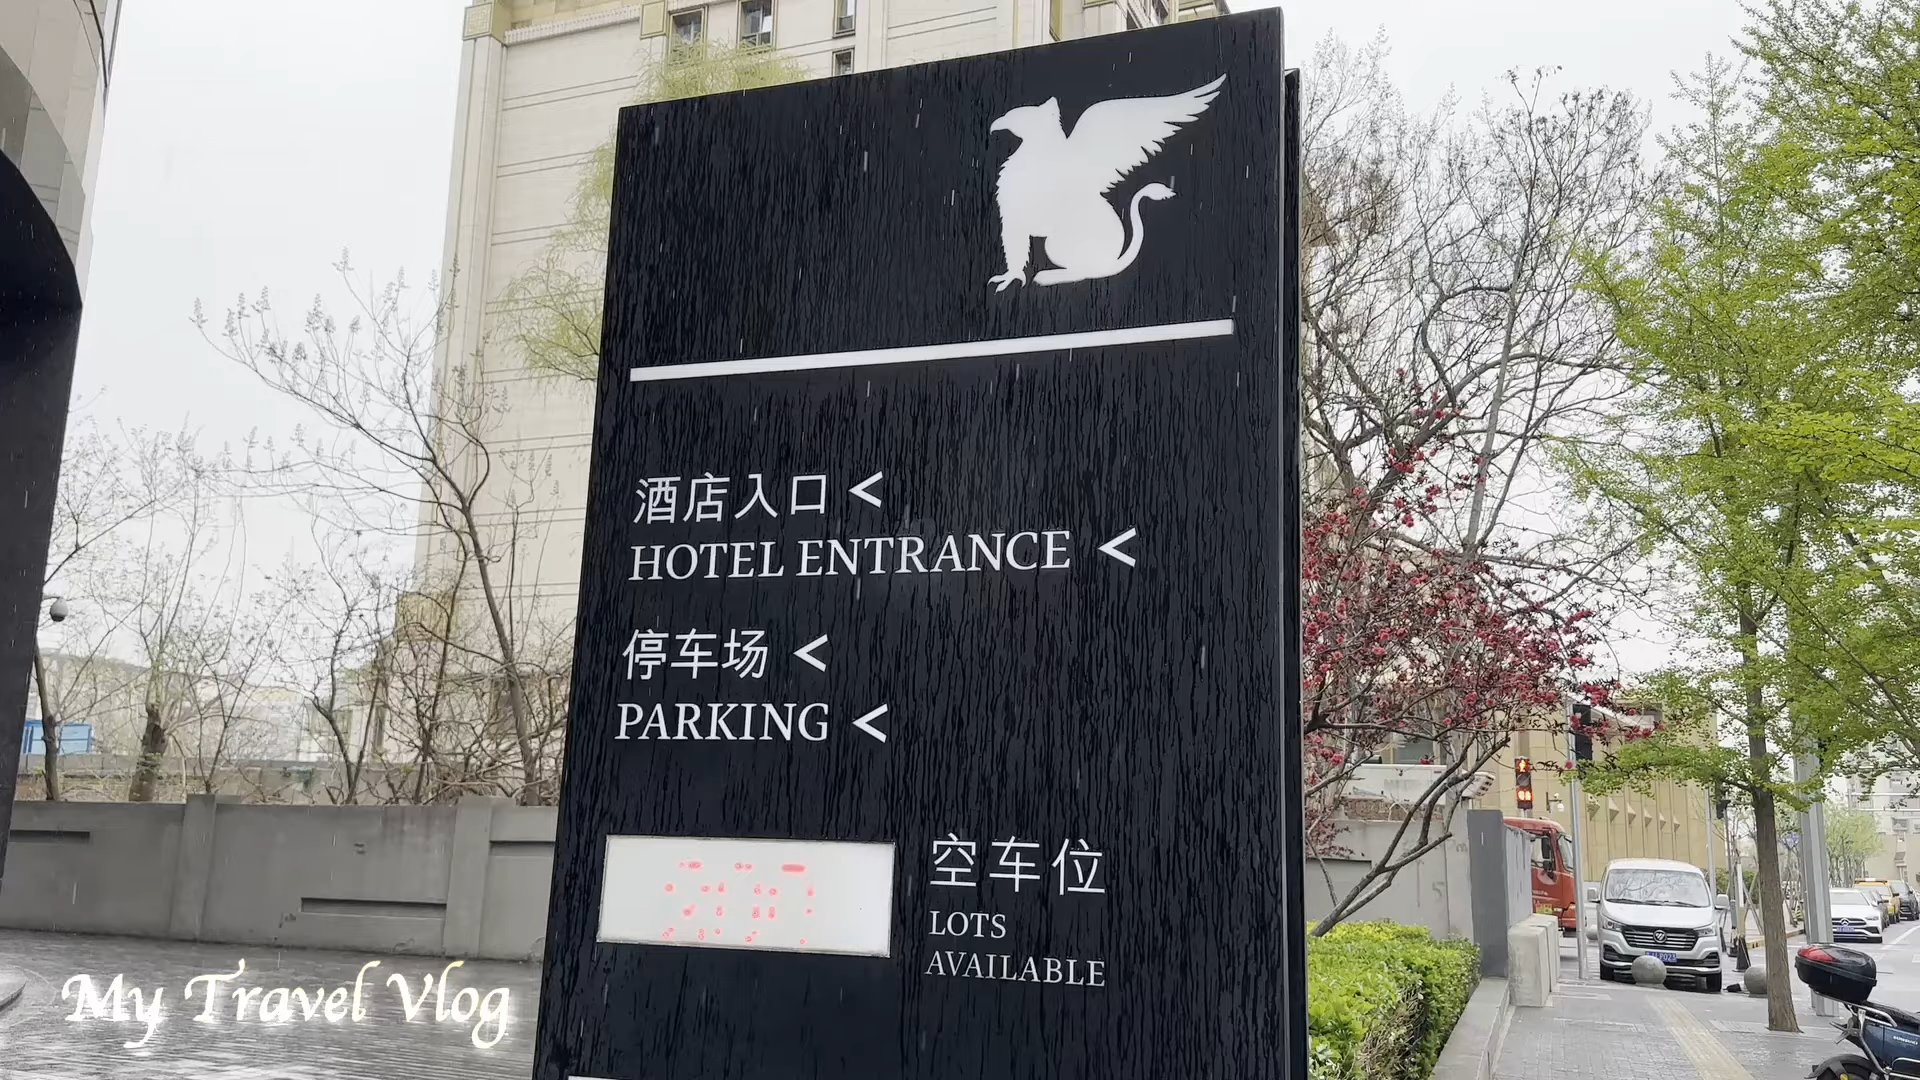 酒店入口 <
HOTEL ENTRANCE <
停车场 <
PARKING <
空车位
LOTS
AVAILABLE
My Travel Vlog